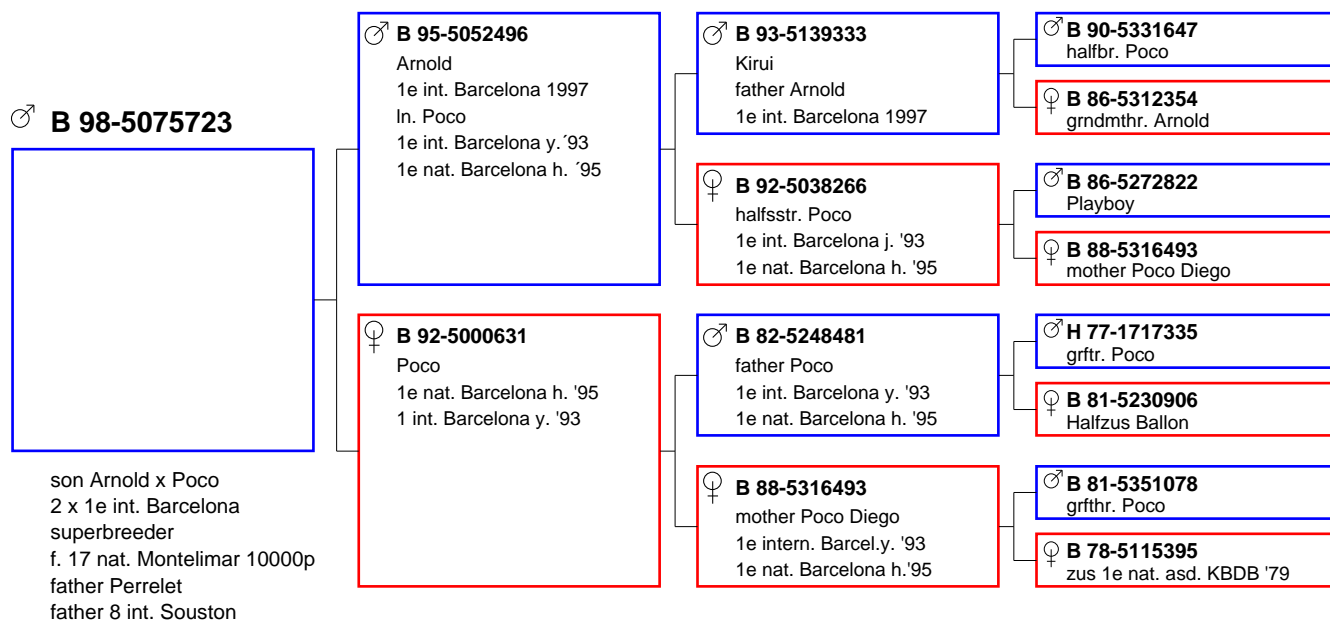 B 98-5075723
son Arnold x Poco
2 x 1e int. Barcelona
superbreeder
f. 17 nat. Montelimar 10000p
father Perrelet
father 8 int. Souston
B 95-5052496
Arnold
1e int. Barcelona 1997
In. Poco
1e int. Barcelona y.´93
1e nat. Barcelona h. ´95
B 92-5000631
Poco
1e nat. Barcelona h. '95
1 int. Barcelona y. '93
B 93-5139333
Kirui
father Arnold
1e int. Barcelona 1997
B 92-5038266
halfsstr. Poco
1e int. Barcelona j. '93
1e nat. Barcelona h. '95
B 82-5248481
father Poco
1e int. Barcelona y. '93
1e nat. Barcelona h. '95
B 88-5316493
mother Poco Diego
1e intern. Barcel.y. '93
1e nat. Barcelona h.'95
B 90-5331647
halfbr. Poco
B 86-5312354
grndmthr. Arnold
B 86-5272822
Playboy
B 88-5316493
mother Poco Diego
H 77-1717335
grftr. Poco
B 81-5230906
Halfzus Ballon
B 81-5351078
grfthr. Poco
B 78-5115395
zus 1e nat. asd. KBDB '79